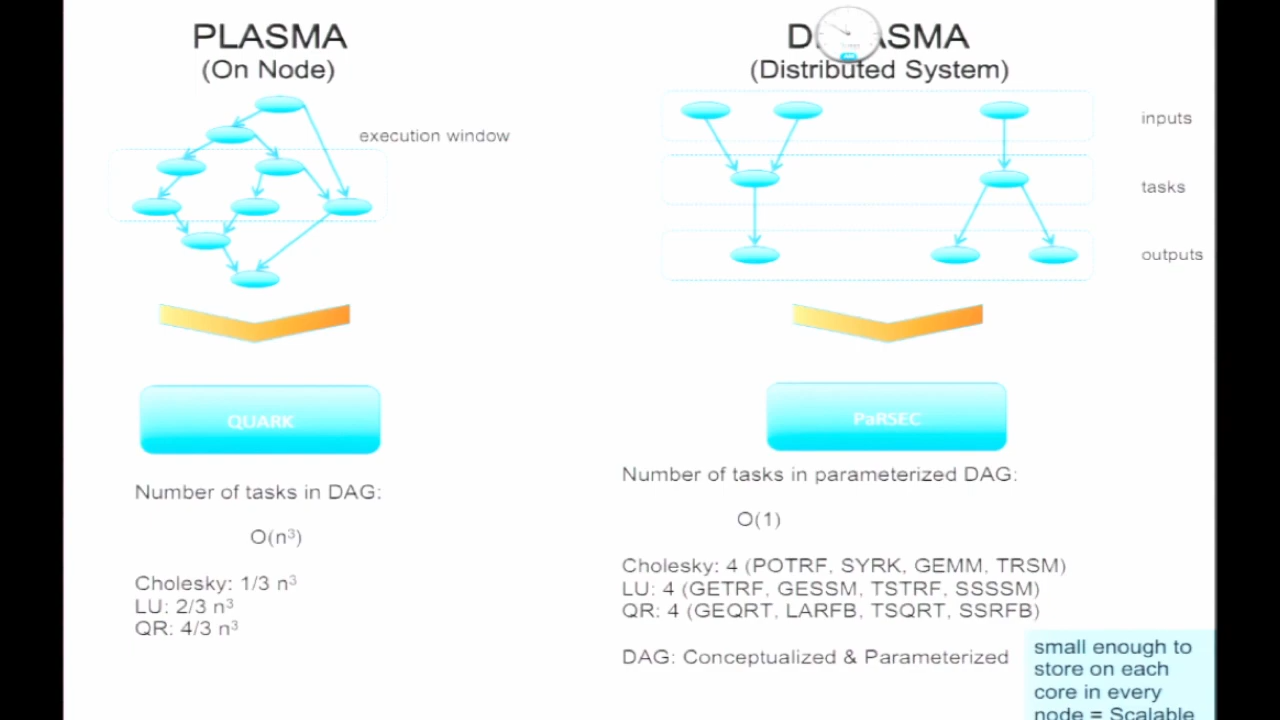 PLASMA
(On Node)
execution window
QUARK
Number of tasks in DAG:
O(n³)
Cholesky: 1/3 n³
LU: 2/3 n³
QR: 4/3 n³
(Distributed System)
inputs
tasks
outputs
PaRSEC
Number of tasks in parameterized DAG:
O(1)
Cholesky: 4 (POTRF, SYRK, GEMM, TRSM)
LU: 4 (GETRF, GESSM, TSTRF, SSSSM)
QR: 4 (GEQRT, LARFB, TSQRT, SSRFB)
DAG: Conceptualized & Parameterized
small enough to
store on each
core in every
node = Scalable